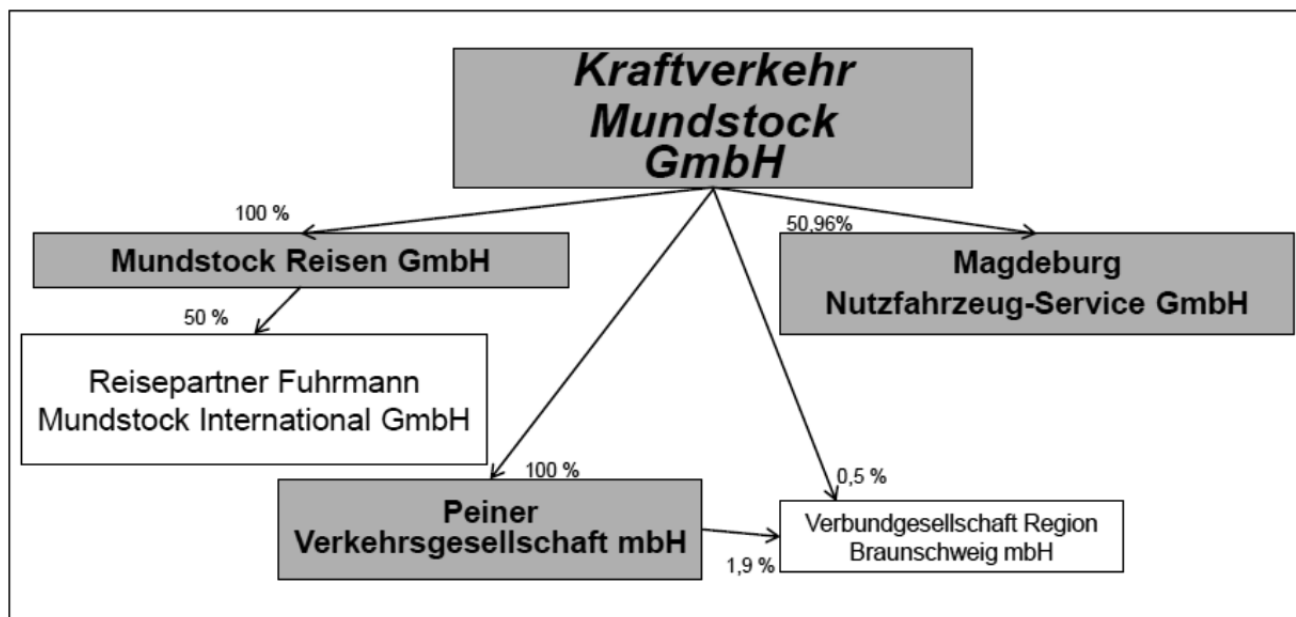 Kraftverkehr
Mundstock
GmbH
100 %
50,96%
Mundstock Reisen GmbH
Magdeburg
Nutzfahrzeug-Service GmbH
50 %
Reisepartner Fuhrmann
Mundstock International GmbH
100 %
0,5 %
Peiner
Verkehrsgesellschaft mbH
Verbundgesellschaft Region
Braunschweig mbH
1,9 %